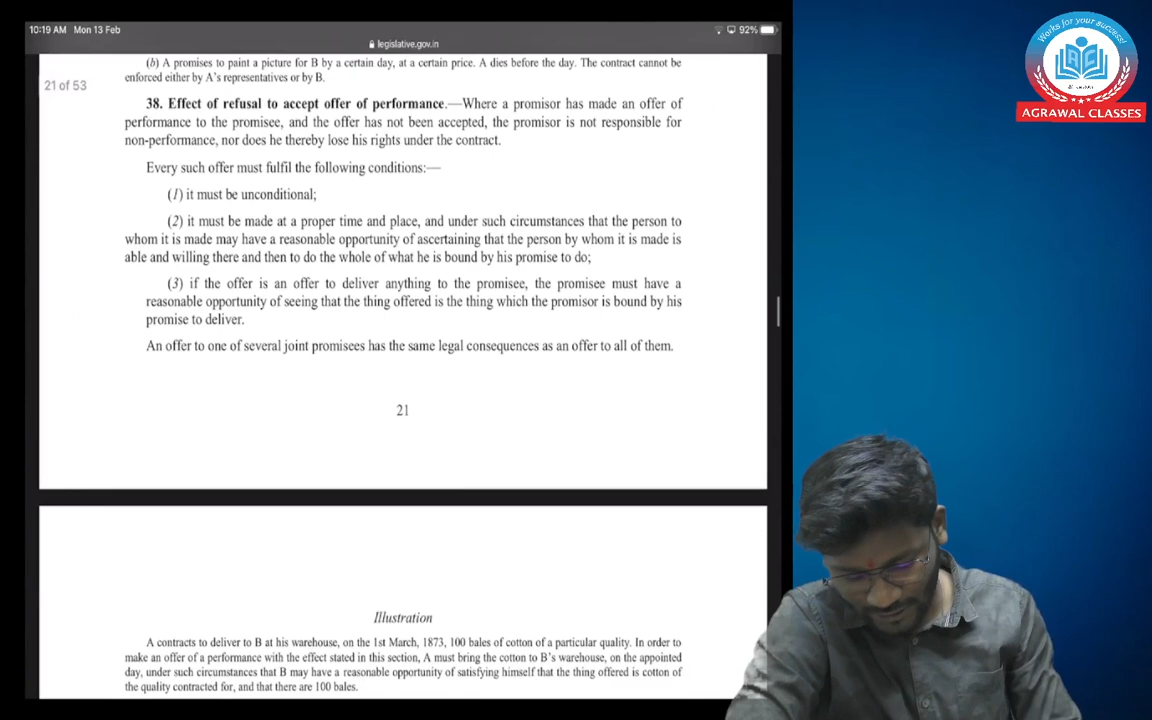 10:19 AM Mon 13 Feb
92%
legislative.gov.in
21 of 53
(b) A promises to paint a picture for B by a certain day, at a certain price. A dies before the day. The contract cannot be
enforced either by A's representatives or by B.
38. Effect of refusal to accept offer of performance.—Where a promisor has made an offer of
performance to the promisee, and the offer has not been accepted, the promisor is not responsible for
non-performance, nor does he thereby lose his rights under the contract.
Every such offer must fulfil the following conditions:—
(1) it must be unconditional;
(2) it must be made at a proper time and place, and under such circumstances that the person to
whom it is made may have a reasonable opportunity of ascertaining that the person by whom it is made is
able and willing there and then to do the whole of what he is bound by his promise to do;
(3) if the offer is an offer to deliver anything to the promisee, the promisee must have a
reasonable opportunity of seeing that the thing offered is the thing which the promisor is bound by his
promise to deliver.
An offer to one of several joint promisees has the same legal consequences as an offer to all of them.
21
Illustration
A contracts to deliver to B at his warehouse, on the 1st March, 1873, 100 bales of cotton of a particular quality. In order to
make an offer of a performance with the effect stated in this section, A must bring the cotton to B's warehouse, on the appointed
day, under such circumstances that B may have a reasonable opportunity of satisfying himself that the thing offered is cotton of
the quality contracted for, and that there are 100 bales.
Works for your success!
AC
AGRAWAL CLASSES